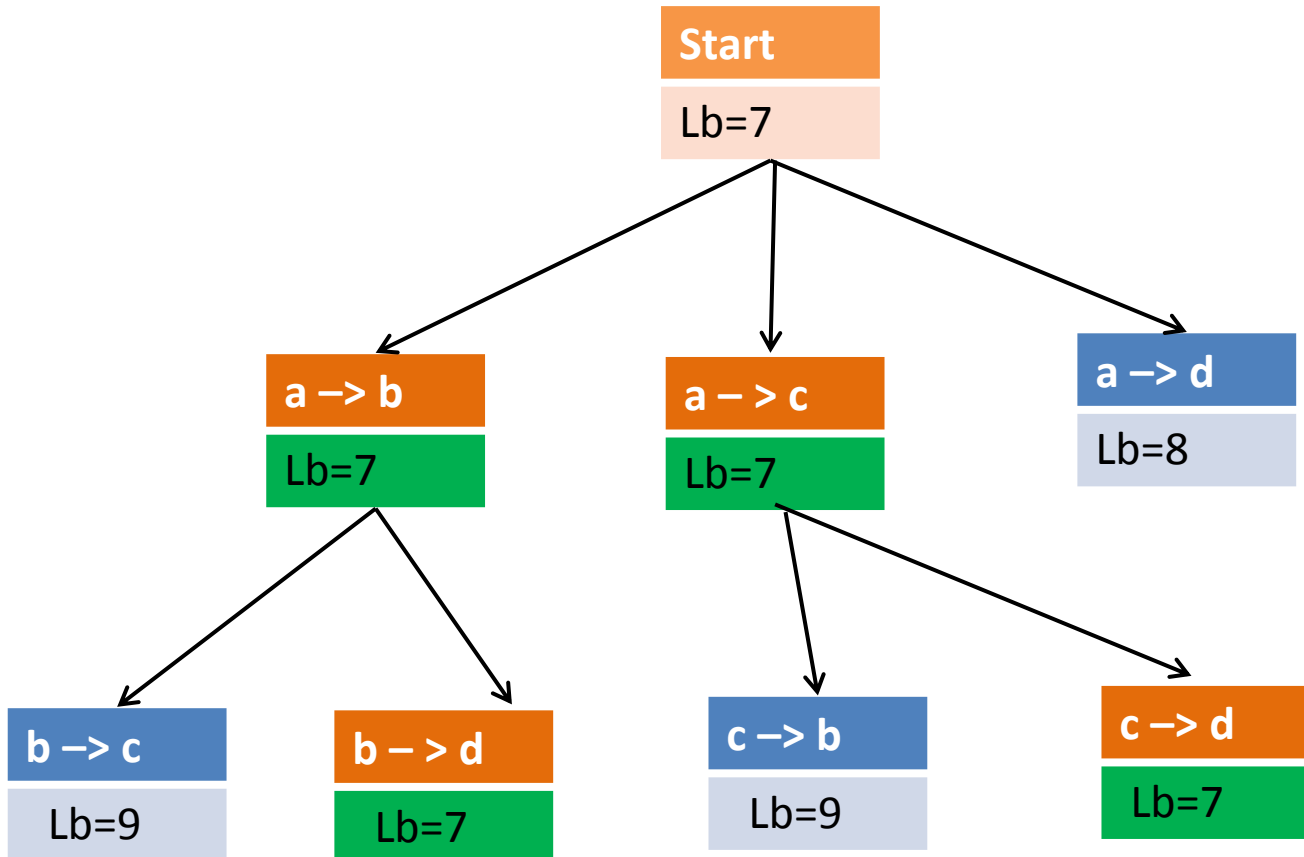 Start
Lb=7
a –> b
Lb=7
a – > c
Lb=7
a –> d
Lb=8
b –> c
Lb=9
b – > d
Lb=7
c –> b
Lb=9
c –> d
Lb=7